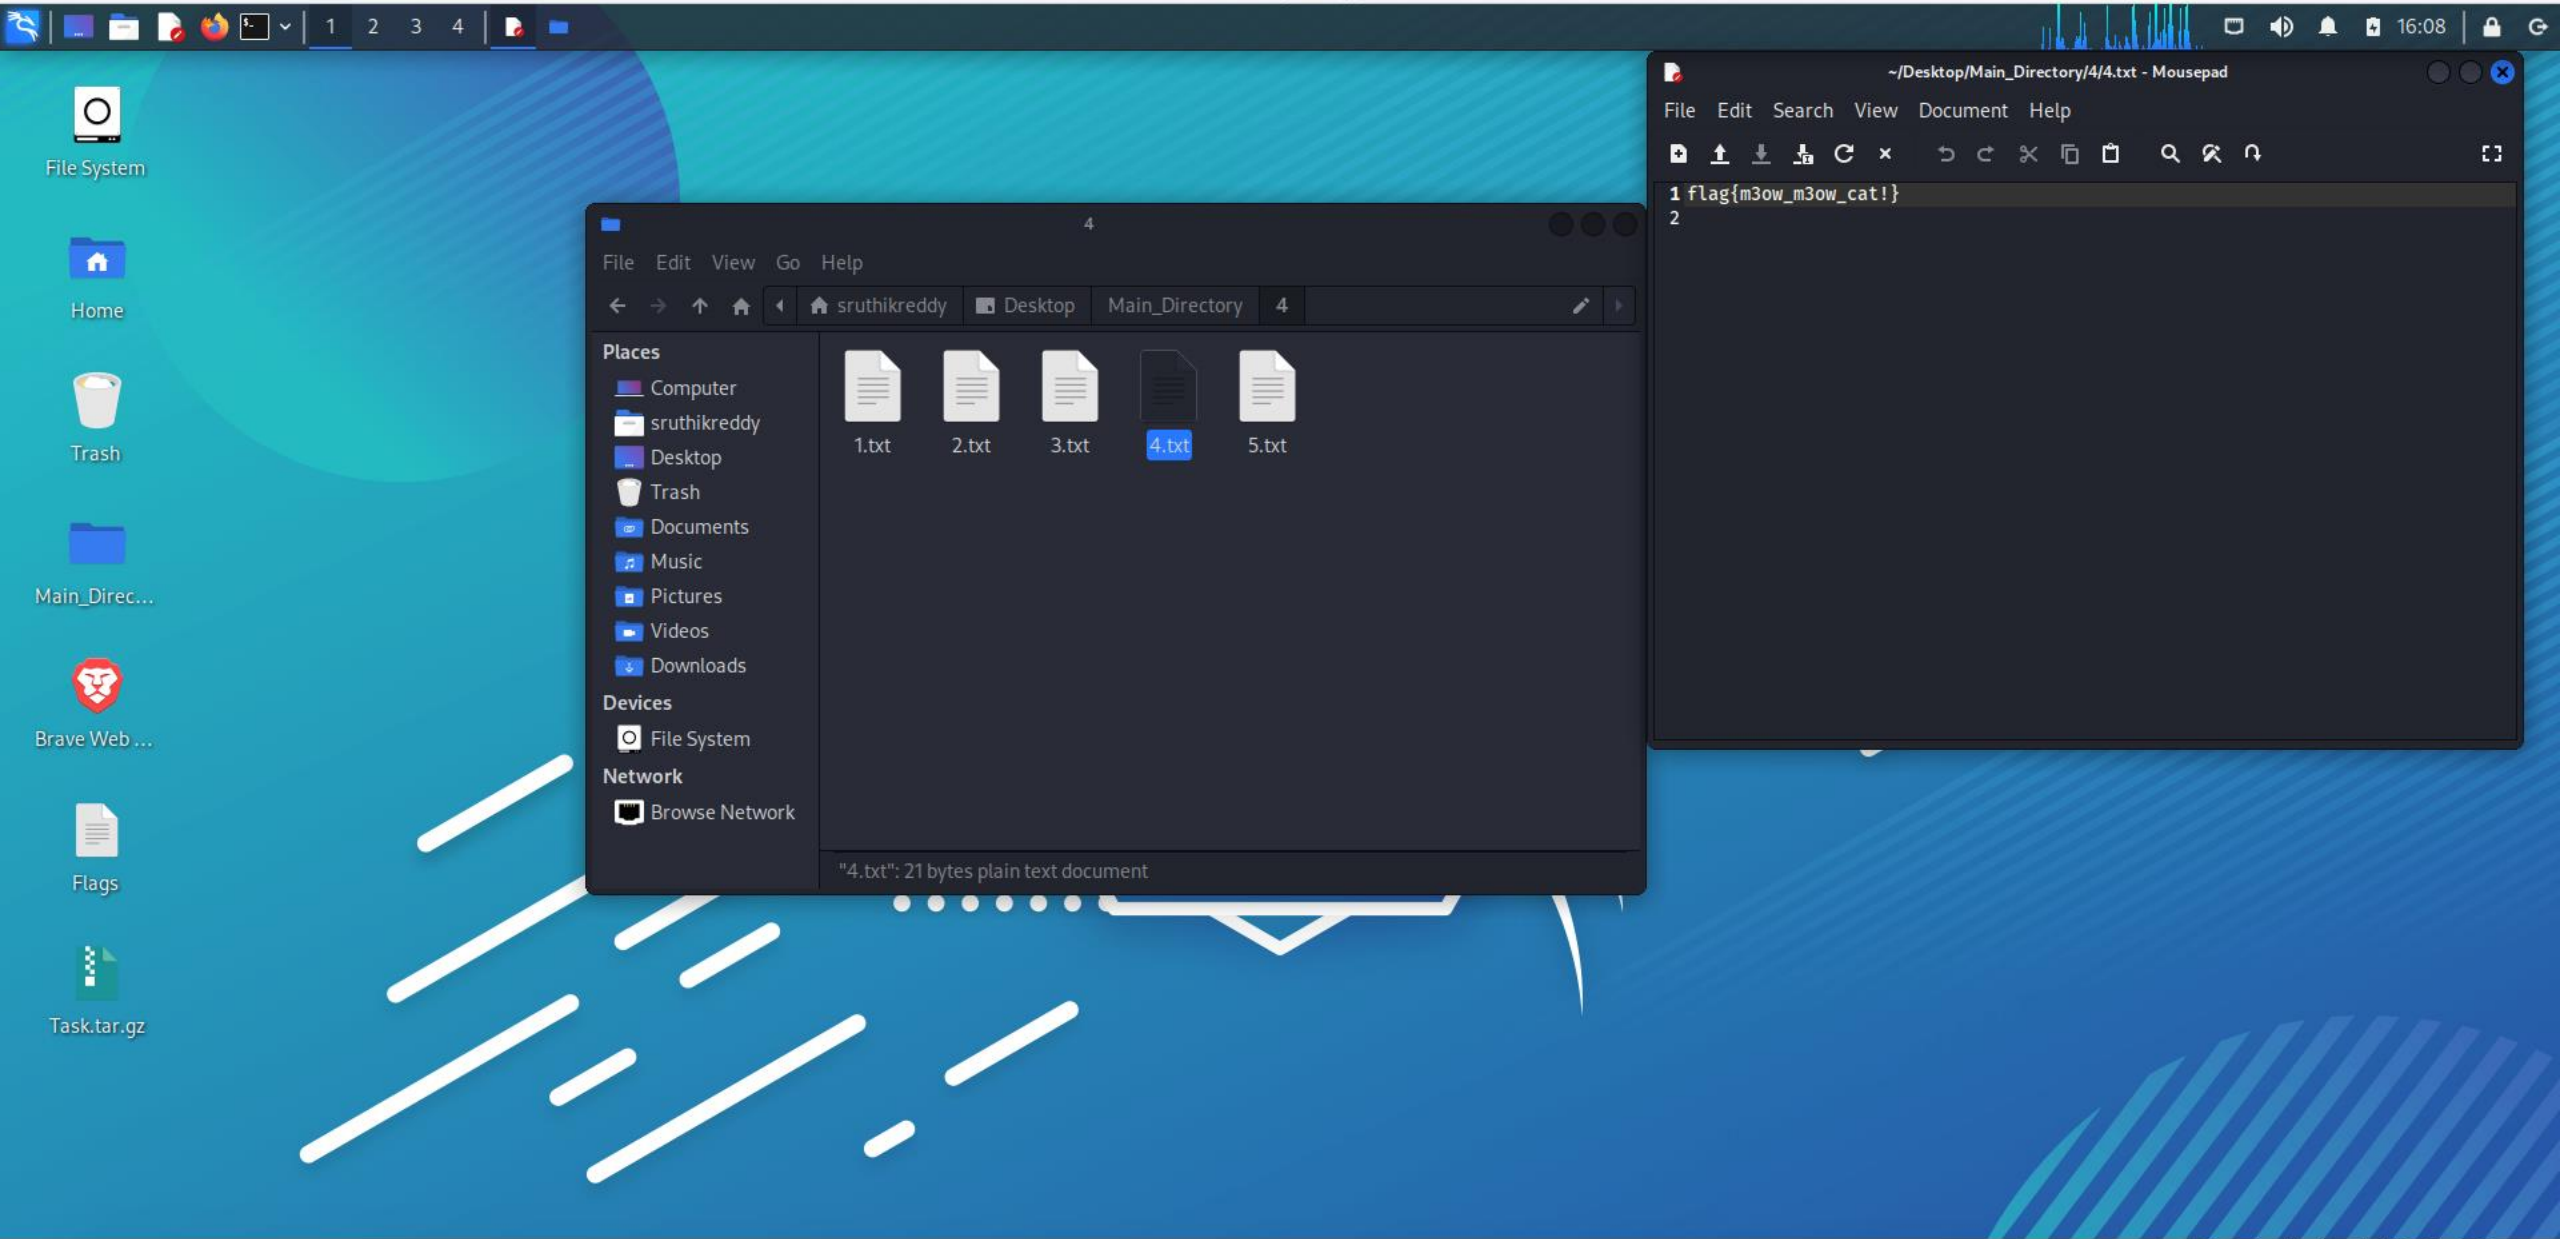 1 2 3 4
16:08
File System
Home
Trash
Main_Direc...
Brave Web ...
Flags
Task.tar.gz
4
File Edit View Go Help
sruthikreddy Desktop Main_Directory 4
Places
Computer
sruthikreddy
Desktop
Trash
Documents
Music
Pictures
Videos
Downloads
Devices
File System
Network
Browse Network
1.txt 2.txt 3.txt 4.txt 5.txt
"4.txt": 21 bytes plain text document
~/Desktop/Main_Directory/4/4.txt - Mousepad
File Edit Search View Document Help
1 flag{m3ow_m3ow_cat!}
2